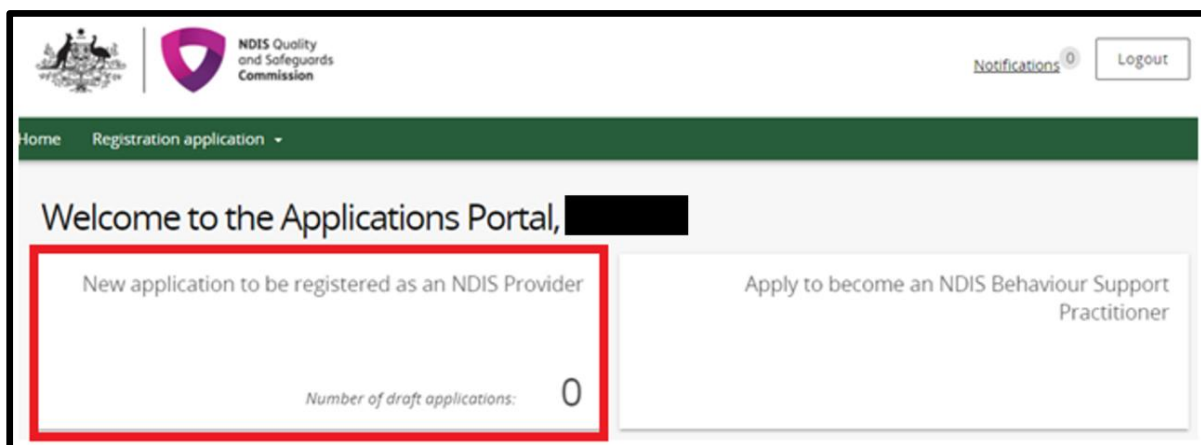 NDIS Quality
and Safeguards
Commission
Notifications 0
Logout
Home Registration application
Welcome to the Applications Portal,
New application to be registered as an NDIS Provider
Number of draft applications: 0
Apply to become an NDIS Behaviour Support
Practitioner